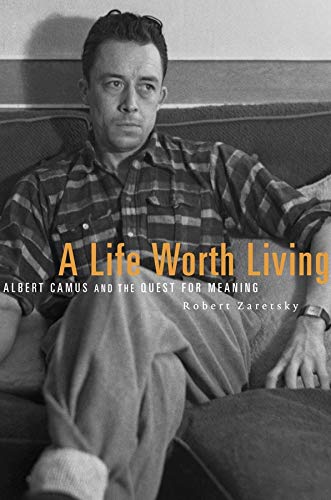 A Life Worth Living
ALBERT CAMUS AND THE QUEST FOR MEANING
Robert Zaretsky